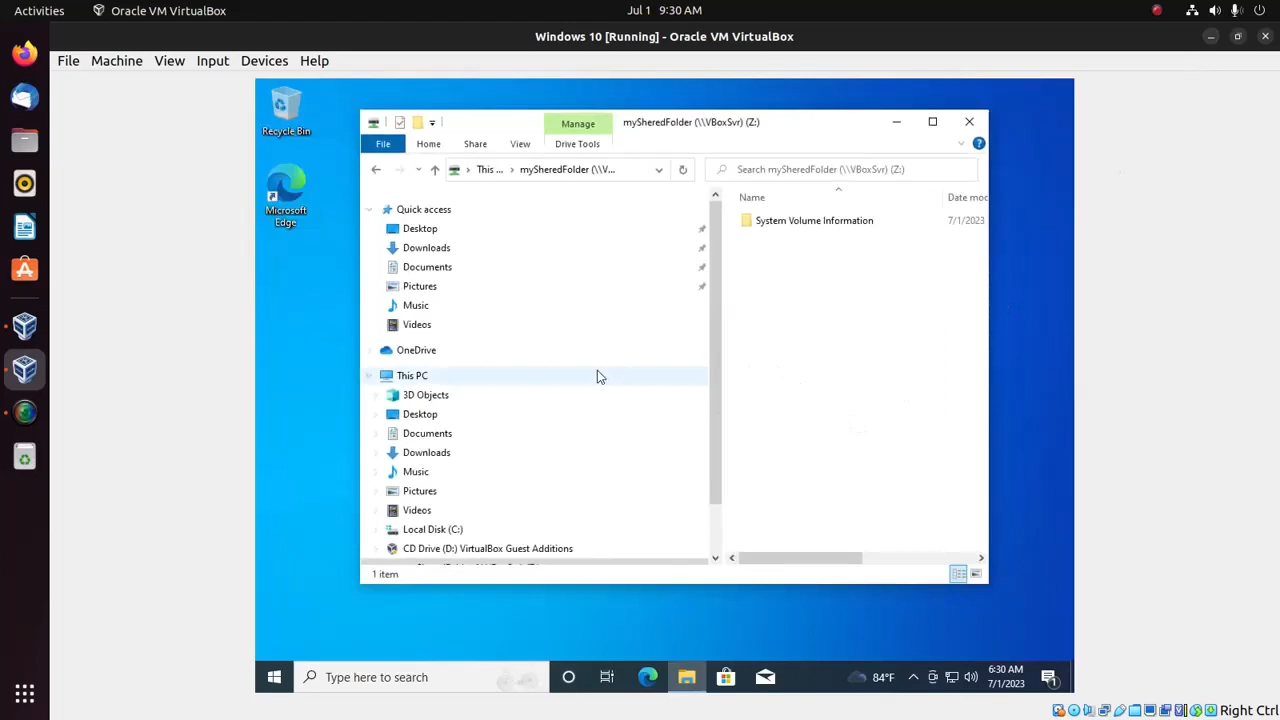 Activities
Oracle VM VirtualBox
Jul 1 9:30 AM
Windows 10 [Running] - Oracle VM VirtualBox
File Machine View Input Devices Help
Recycle Bin
Microsoft
Edge
Manage
mySheredFolder (\\VBoxSvr) (Z:)
File
Home
Share
View
Drive Tools
This ...
mySheredFolder (\\V...
Search mySheredFolder (\\VBoxSvr) (Z:)
Quick access
Desktop
Downloads
Documents
Pictures
Music
Videos
OneDrive
This PC
3D Objects
Desktop
Documents
Downloads
Music
Pictures
Videos
Local Disk (C:)
CD Drive (D:) VirtualBox Guest Additions
Name
Date mod
System Volume Information
7/1/2023
1 item
Type here to search
84°F
6:30 AM
7/1/2023
1
Right Ctrl